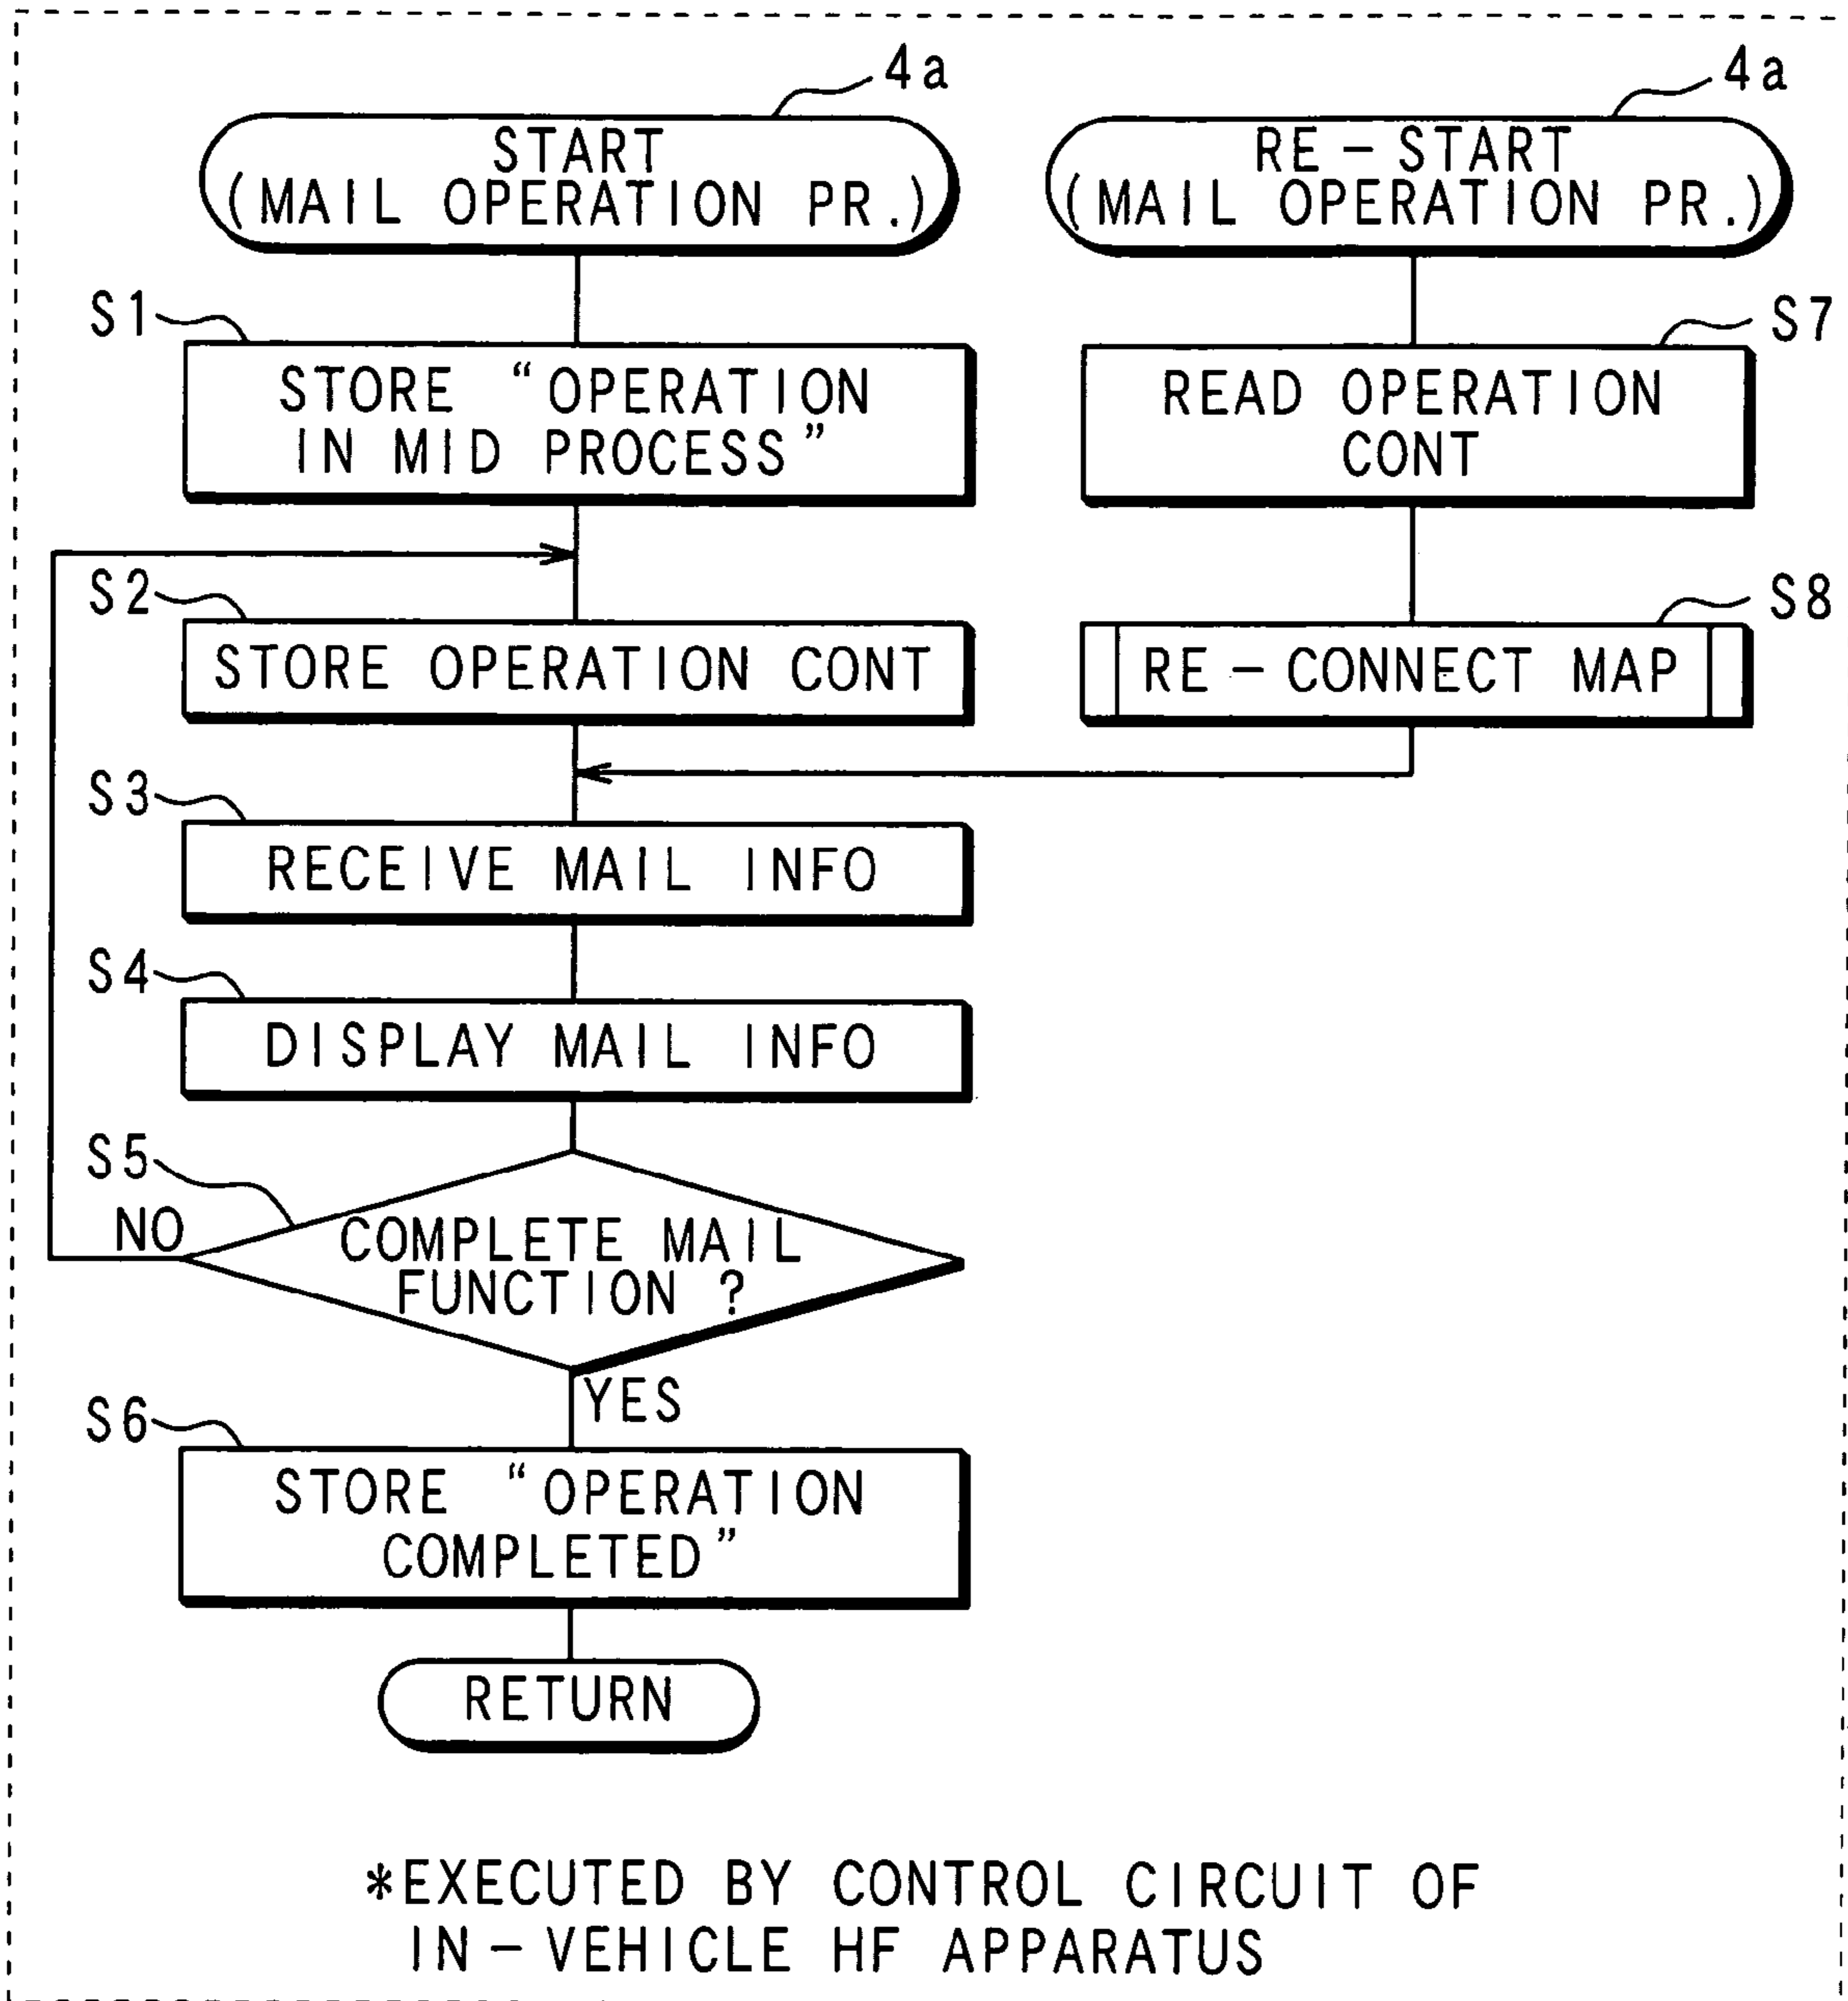 4a
START
(MAIL OPERATION PR.)
S1
STORE “OPERATION
IN MID PROCESS”
S2
STORE OPERATION CONT
S3
RECEIVE MAIL INFO
S4
DISPLAY MAIL INFO
S5
NO
COMPLETE MAIL
FUNCTION ?
YES
S6
STORE “OPERATION
COMPLETED”
RETURN
4a
RE-START
(MAIL OPERATION PR.)
S7
READ OPERATION
CONT
S8
RE-CONNECT MAP
*EXECUTED BY CONTROL CIRCUIT OF
IN-VEHICLE HF APPARATUS